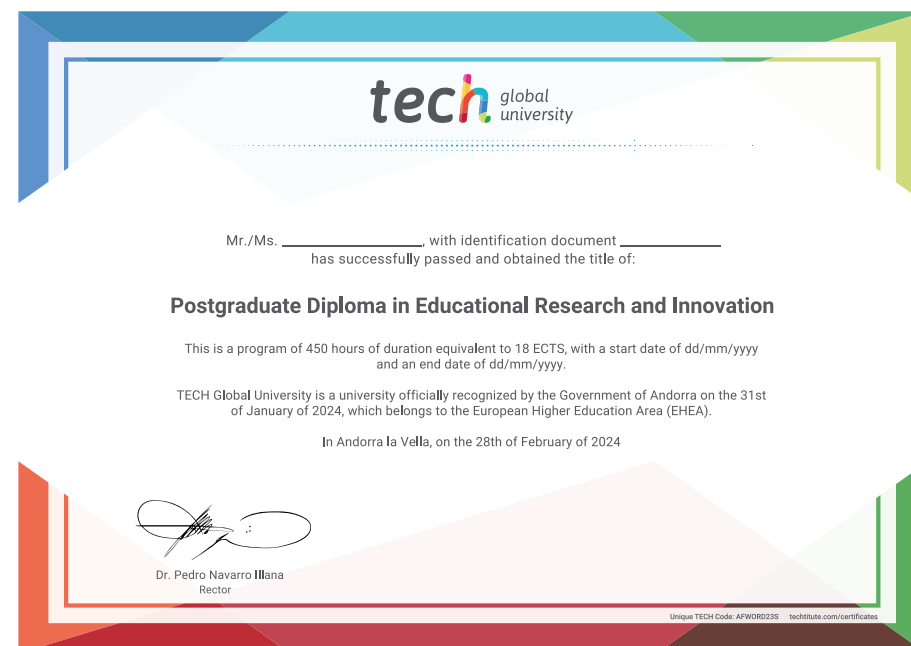 tech global university
Mr./Ms. ____________________, with identification document ______________
has successfully passed and obtained the title of:
Postgraduate Diploma in Educational Research and Innovation
This is a program of 450 hours of duration equivalent to 18 ECTS, with a start date of dd/mm/yyyy
and an end date of dd/mm/yyyy.
TECH Global University is a university officially recognized by the Government of Andorra on the 31st
of January of 2024, which belongs to the European Higher Education Area (EHEA).
In Andorra la Vella, on the 28th of February of 2024
Dr. Pedro Navarro Illana
Rector
Unique TECH Code: AFWORD23S techtitute.com/certificates